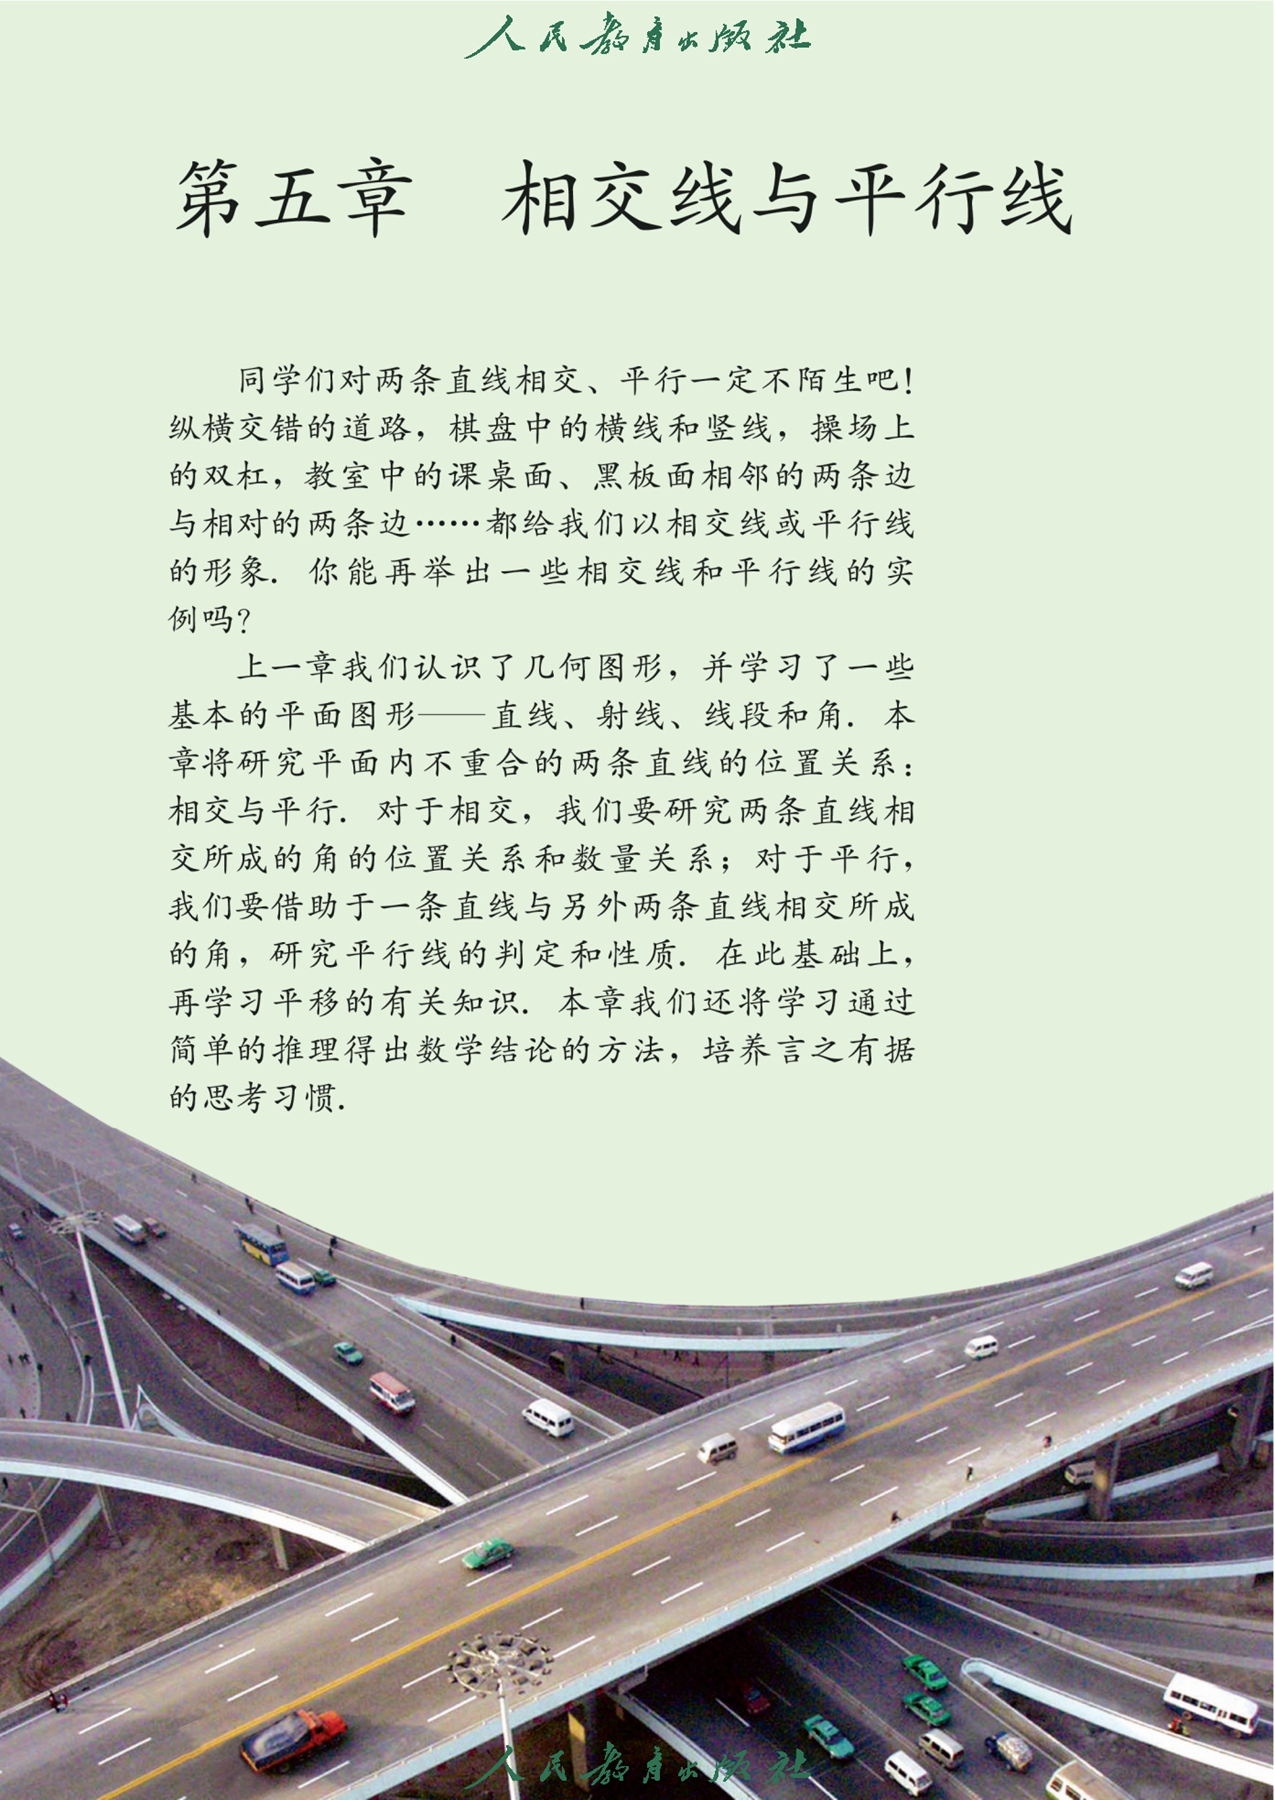 人民教育出版社
第五章 相交线与平行线
同学们对两条直线相交、平行一定不陌生吧！
纵横交错的道路，棋盘中的横线和竖线，操场上
的双杠，教室中的课桌面、黑板面相邻的两条边
与相对的两条边……都给我们以相交线或平行线
的形象．你能再举出一些相交线和平行线的实
例吗？
上一章我们认识了几何图形，并学习了一些
基本的平面图形——直线、射线、线段和角．本
章将研究平面内不重合的两条直线的位置关系：
相交与平行．对于相交，我们要研究两条直线相
交所成的角的位置关系和数量关系；对于平行，
我们要借助于一条直线与另外两条直线相交所成
的角，研究平行线的判定和性质．在此基础上，
再学习平移的有关知识．本章我们还将学习通过
简单的推理得出数学结论的方法，培养言之有据
的思考习惯．
人民教育出版社